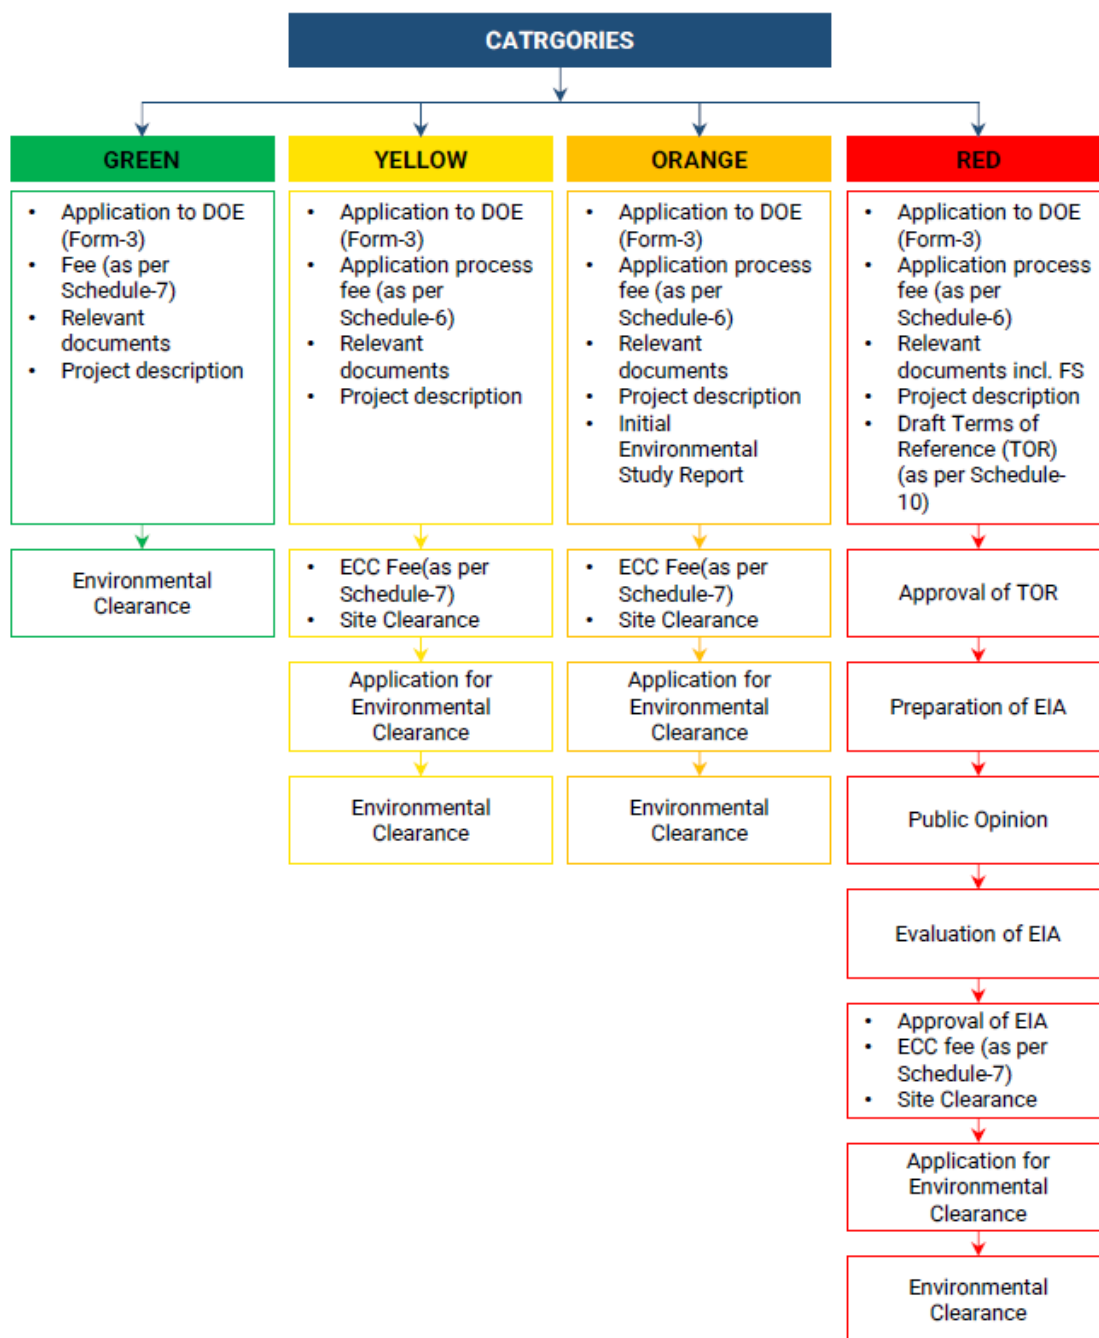 CATRGORIES
GREEN
• Application to DOE
(Form-3)
• Fee (as per
Schedule-7)
• Relevant
documents
• Project description
Environmental
Clearance
YELLOW
• Application to DOE
(Form-3)
• Application process
fee (as per
Schedule-6)
• Relevant
documents
• Project description
• ECC Fee(as per
Schedule-7)
• Site Clearance
Application for
Environmental
Clearance
Environmental
Clearance
ORANGE
• Application to DOE
(Form-3)
• Application process
fee (as per
Schedule-6)
• Relevant
documents
• Project description
• Initial
Environmental
Study Report
• ECC Fee(as per
Schedule-7)
• Site Clearance
Application for
Environmental
Clearance
Environmental
Clearance
RED
• Application to DOE
(Form-3)
• Application process
fee (as per
Schedule-6)
• Relevant
documents incl. FS
• Project description
• Draft Terms of
Reference (TOR)
(as per Schedule-
10)
Approval of TOR
Preparation of EIA
Public Opinion
Evaluation of EIA
• Approval of EIA
• ECC fee (as per
Schedule-7)
• Site Clearance
Application for
Environmental
Clearance
Environmental
Clearance